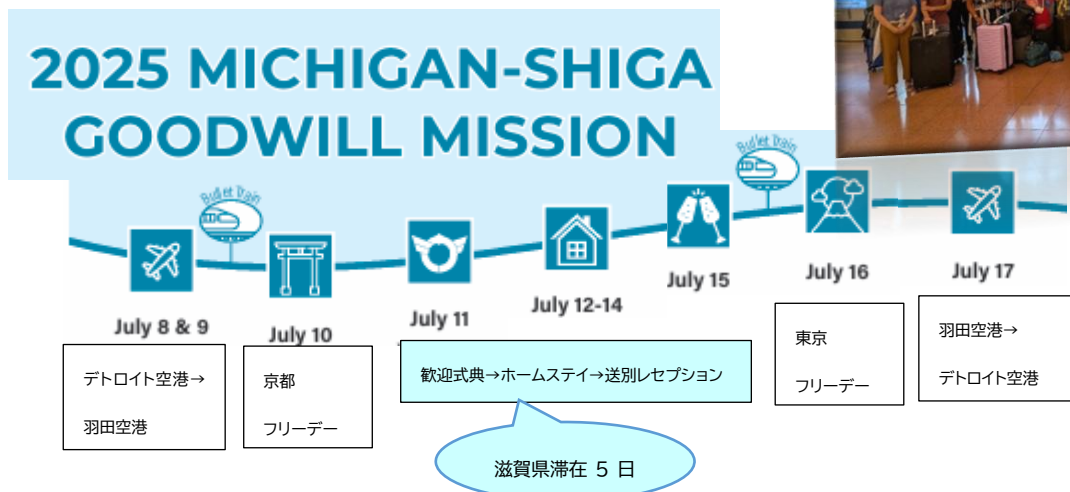 2025 MICHIGAN-SHIGA
GOODWILL MISSION
Bullet Train
Bullet Train
July 8 & 9
July 10
July 11
July 12-14
July 15
July 16
July 17
デトロイト空港→
羽田空港
京都
フリーデー
歓迎式典→ホームステイ→送別レセプション
東京
フリーデー
羽田空港→
デトロイト空港
滋賀県滞在 5 日